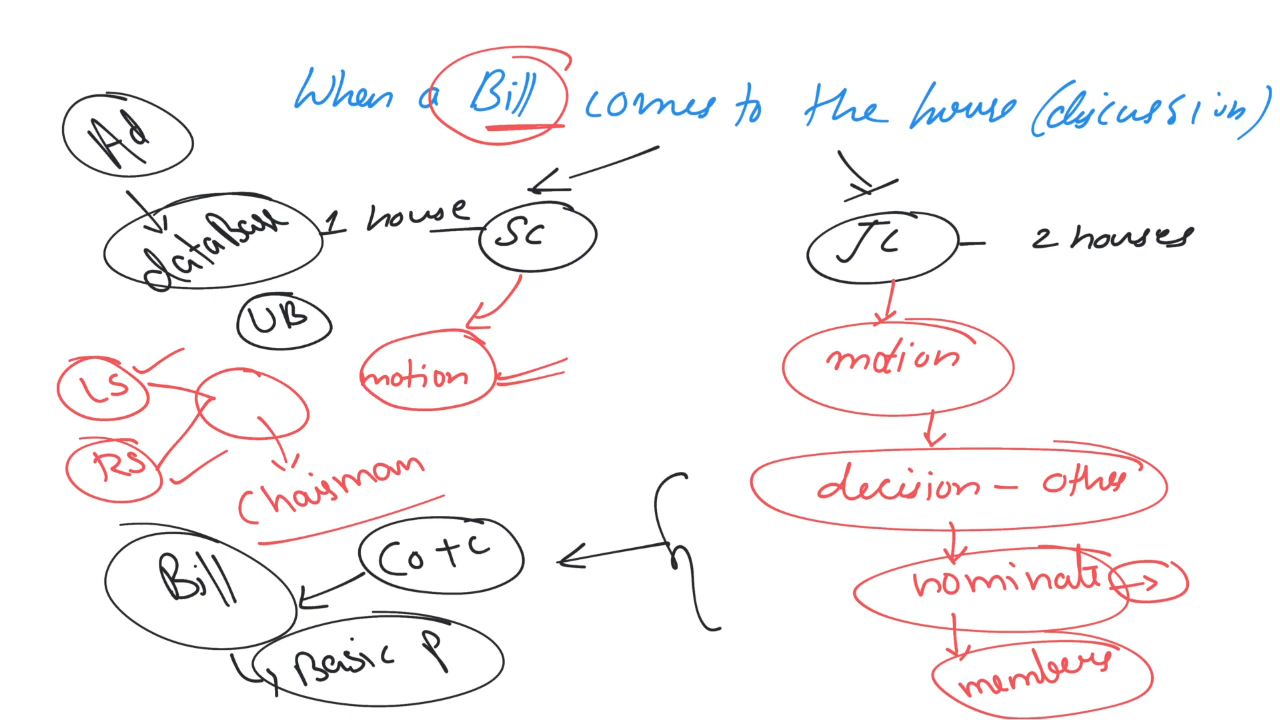 When a Bill comes to the house (discussion)
Ad
dataBase 1 house SC
JC - 2 houses
UB
LS
motion
motion
RS
Chairman
decision - other
Co + C
Bill
nominate
Basic P
members